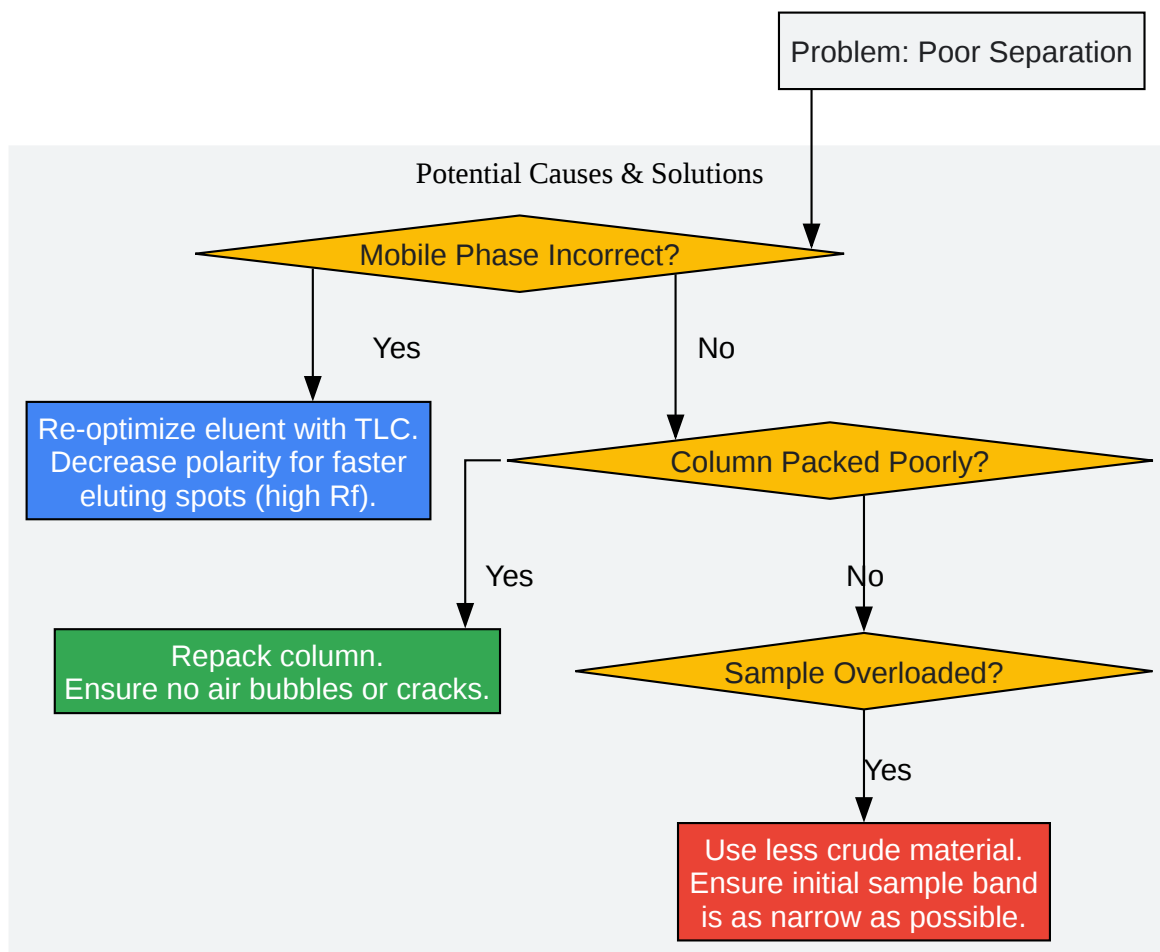 Problem: Poor Separation
Potential Causes & Solutions
Mobile Phase Incorrect?
Yes
No
Re-optimize eluent with TLC.
Decrease polarity for faster
eluting spots (high Rf).
Column Packed Poorly?
Yes
No
Repack column.
Ensure no air bubbles or cracks.
Sample Overloaded?
Yes
Use less crude material.
Ensure initial sample band
is as narrow as possible.